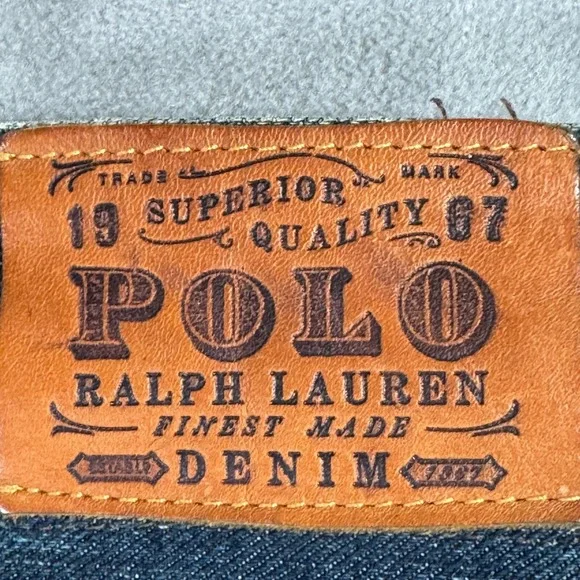 TRADE MARK
19 SUPERIOR 67
QUALITY
POLO
RALPH LAUREN
FINEST MADE
DENIM